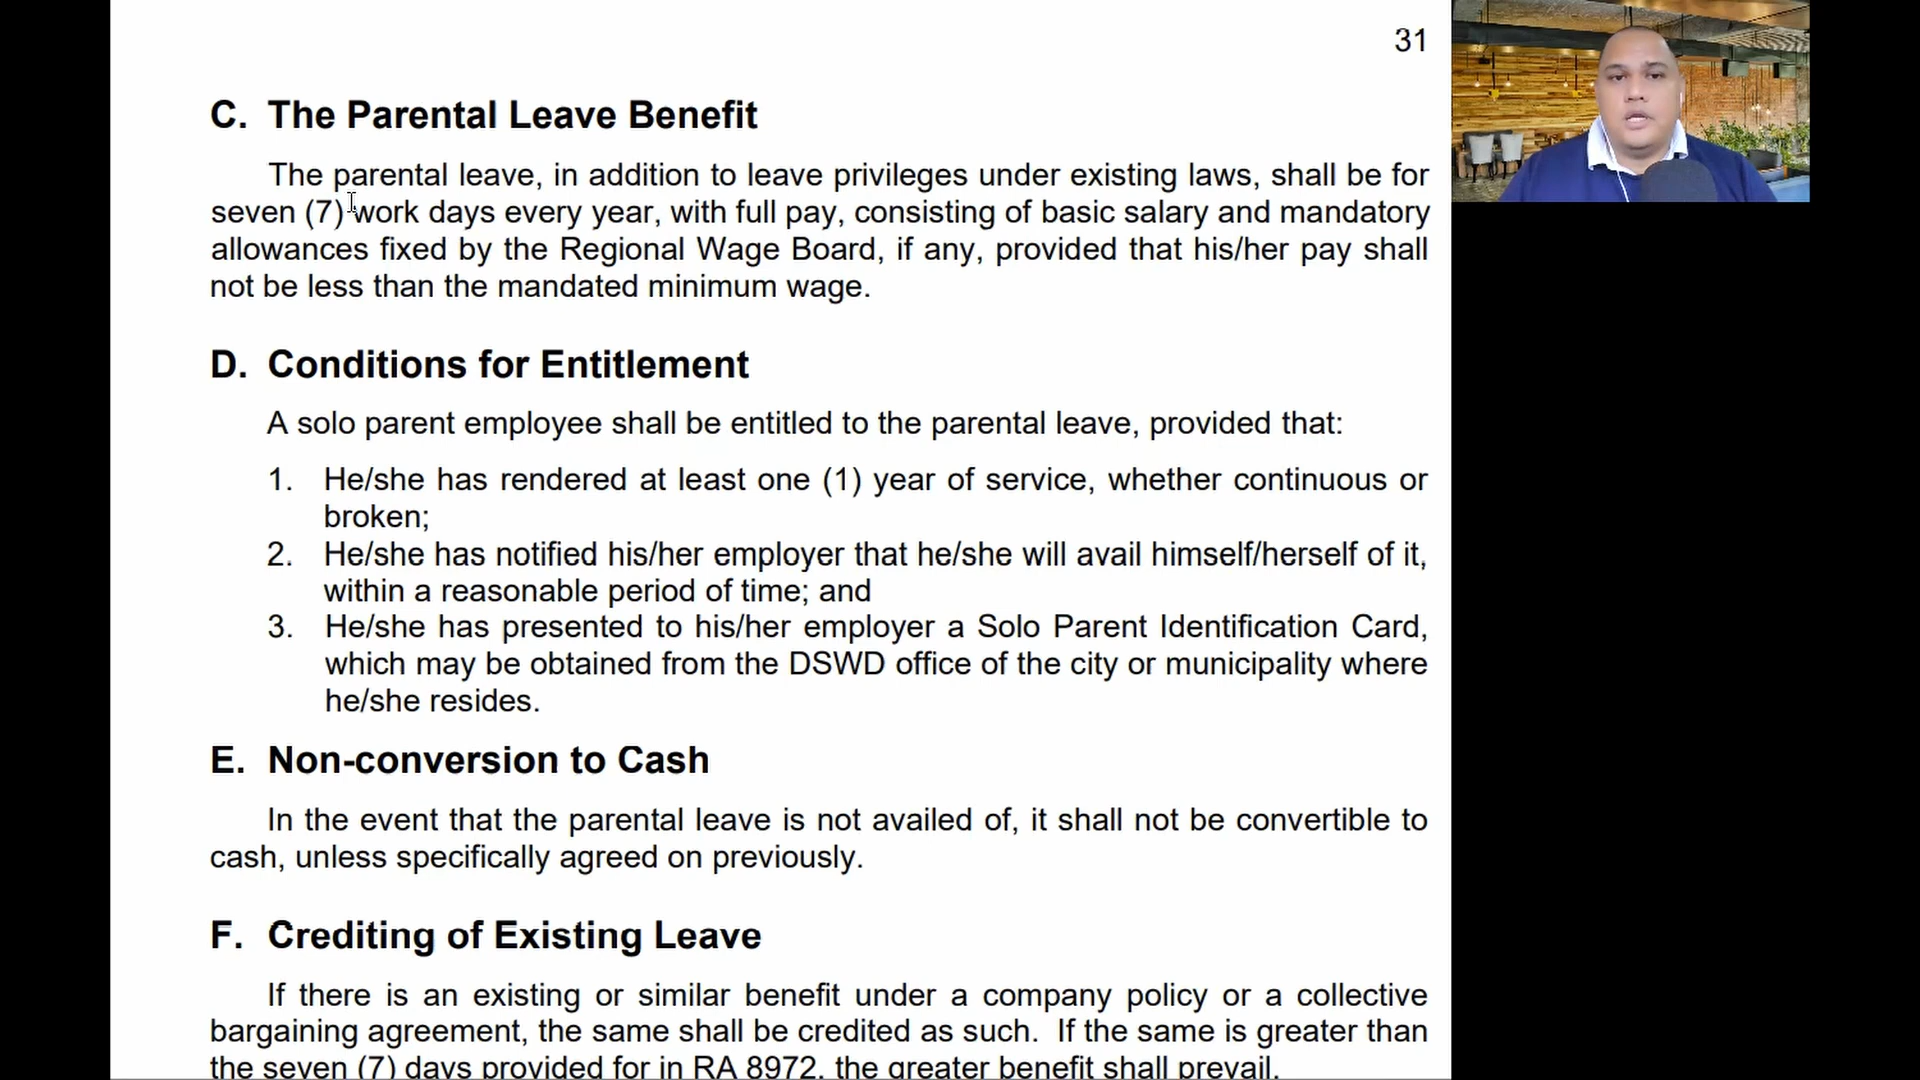 31
C. The Parental Leave Benefit
The parental leave, in addition to leave privileges under existing laws, shall be for
seven (7) work days every year, with full pay, consisting of basic salary and mandatory
allowances fixed by the Regional Wage Board, if any, provided that his/her pay shall
not be less than the mandated minimum wage.
D. Conditions for Entitlement
A solo parent employee shall be entitled to the parental leave, provided that:
1. He/she has rendered at least one (1) year of service, whether continuous or
broken;
2. He/she has notified his/her employer that he/she will avail himself/herself of it,
within a reasonable period of time; and
3. He/she has presented to his/her employer a Solo Parent Identification Card,
which may be obtained from the DSWD office of the city or municipality where
he/she resides.
E. Non-conversion to Cash
In the event that the parental leave is not availed of, it shall not be convertible to
cash, unless specifically agreed on previously.
F. Crediting of Existing Leave
If there is an existing or similar benefit under a company policy or a collective
bargaining agreement, the same shall be credited as such. If the same is greater than
the seven (7) days provided for in RA 8972, the greater benefit shall prevail.